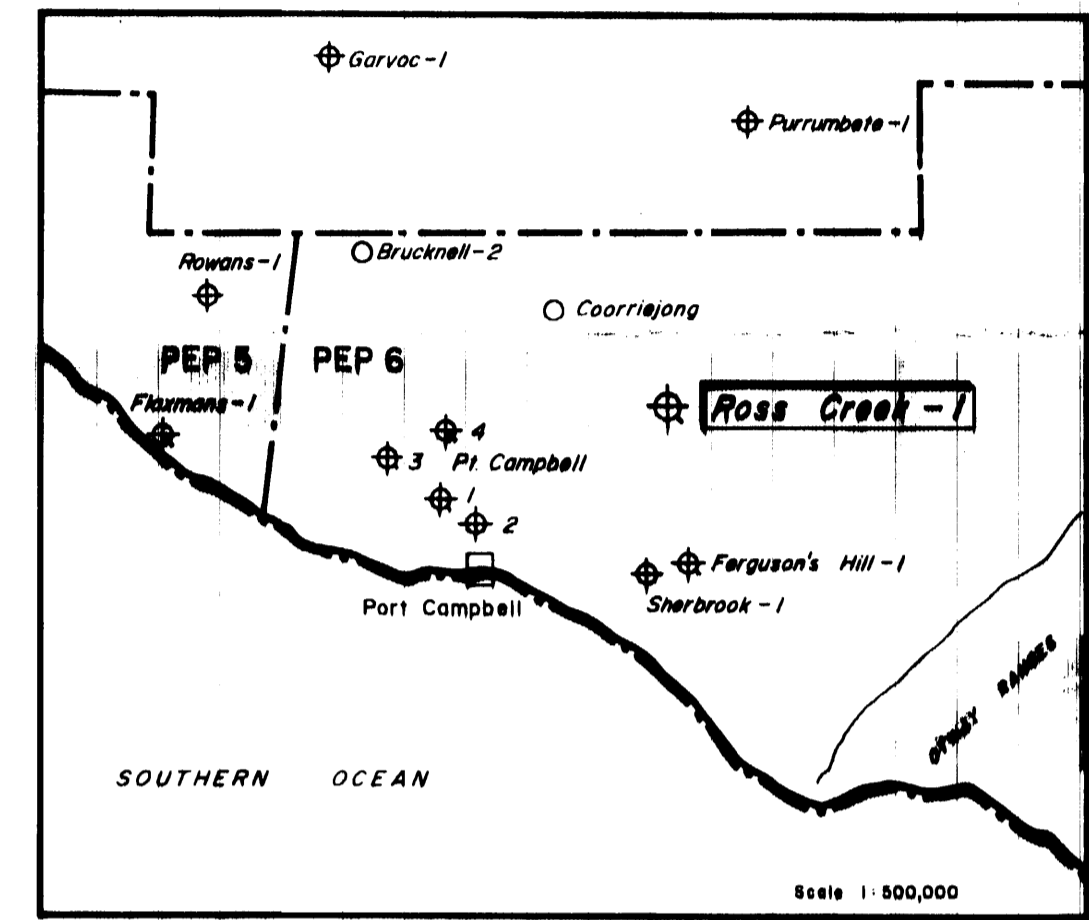 Garvoc-1
Purrumbete-1
Brucknell-2
Rowans-1
Coorriejong
PEP 5
PEP 6
Flaxmans-1
Ross Creek-1
4
3 Pt. Campbell
1
2
Ferguson's Hill-1
Sherbrook-1
Port Campbell
OTWAY RANGES
SOUTHERN OCEAN
Scale 1:500,000